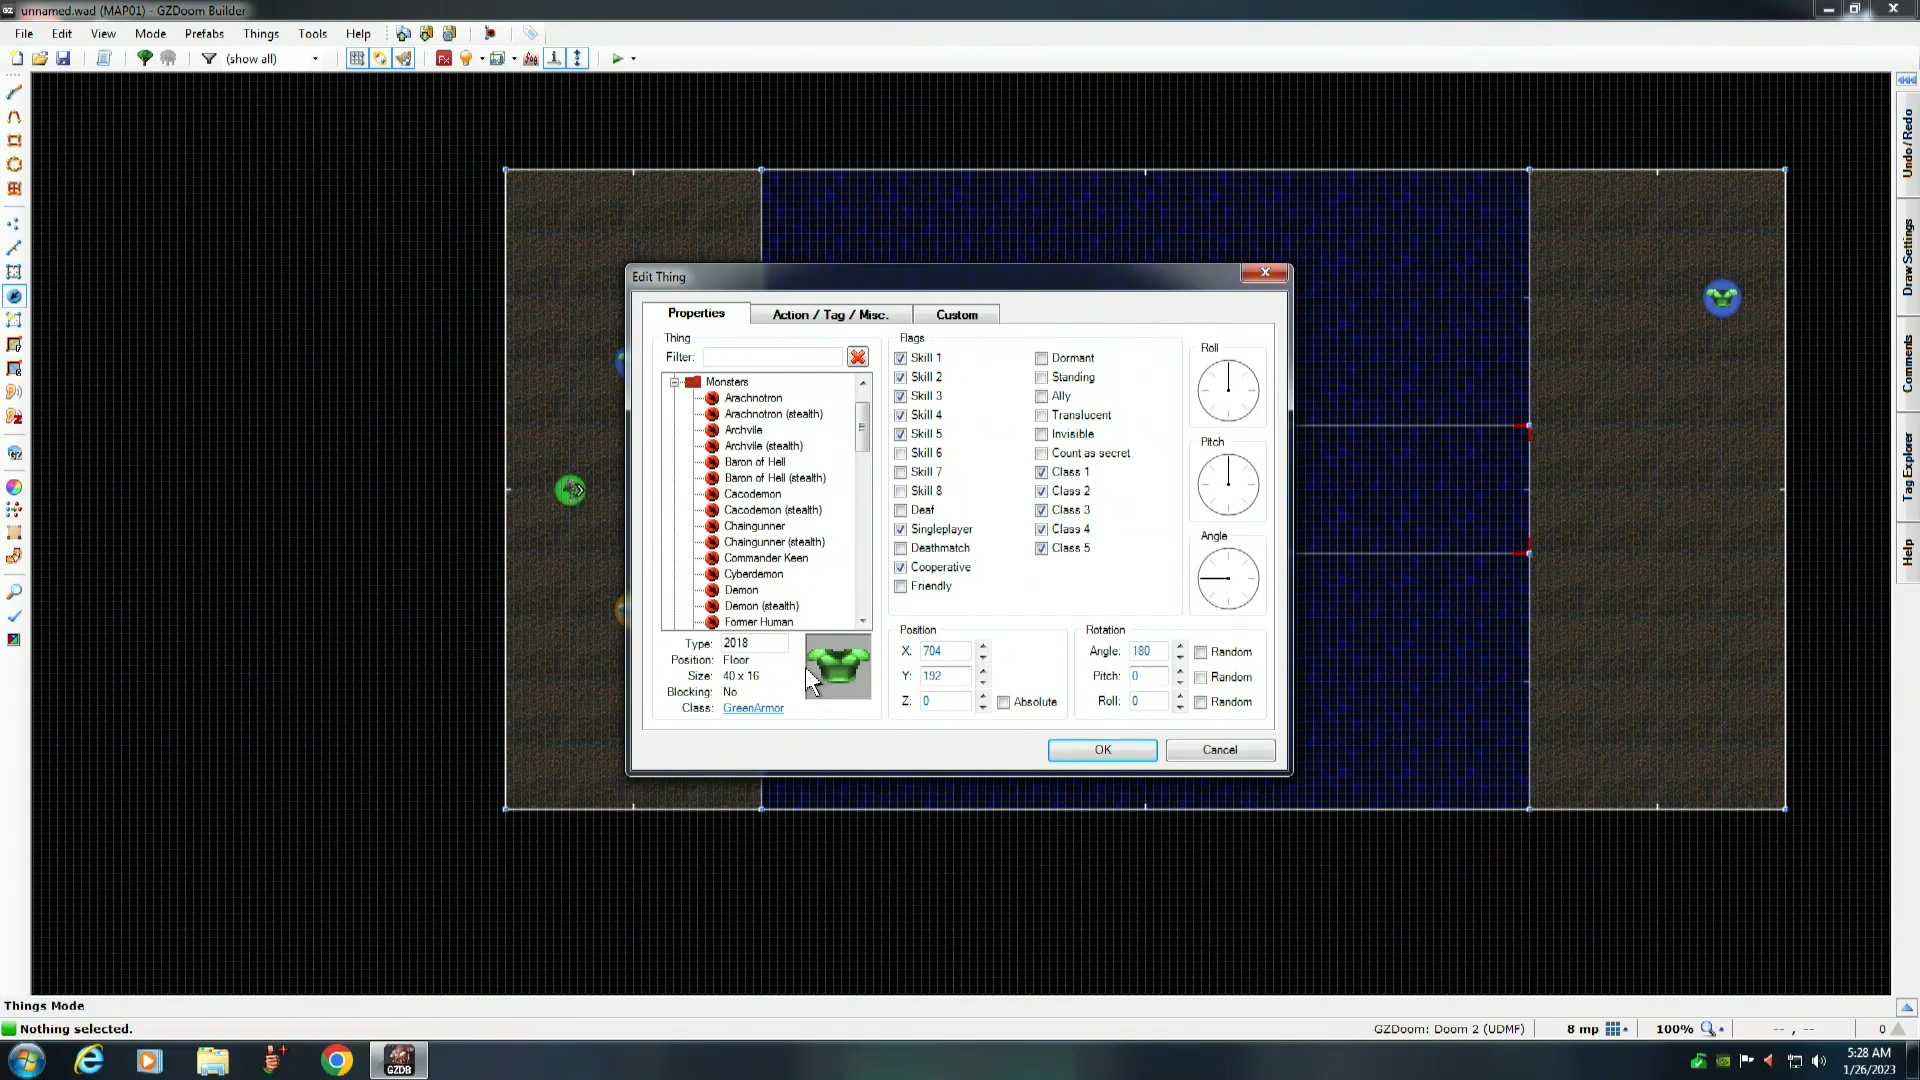 unnamed.wad (MAP01) - GZDoom Builder
File Edit View Mode Prefabs Things Tools Help
(show all)
Undo / Redo
Draw Settings
Comments
Tag Explorer
Help
Edit Thing
Properties Action / Tag / Misc. Custom
Thing
Filter:
Monsters
Arachnotron
Arachnotron (stealth)
Archvile
Archvile (stealth)
Baron of Hell
Baron of Hell (stealth)
Cacodemon
Cacodemon (stealth)
Chaingunner
Chaingunner (stealth)
Commander Keen
Cyberdemon
Demon
Demon (stealth)
Former Human
Type: 2018
Position: Floor
Size: 40 x 16
Blocking: No
Class: GreenArmor
Flags
Skill 1
Skill 2
Skill 3
Skill 4
Skill 5
Skill 6
Skill 7
Skill 8
Deaf
Singleplayer
Deathmatch
Cooperative
Friendly
Dormant
Standing
Ally
Translucent
Invisible
Count as secret
Class 1
Class 2
Class 3
Class 4
Class 5
Roll
Pitch
Angle
Position
X: 704
Y: 192
Z: 0 Absolute
Rotation
Angle: 180 Random
Pitch: 0 Random
Roll: 0 Random
OK Cancel
Things Mode
Nothing selected.
GZDoom: Doom 2 (UDMF) 8 mp 100% -- , -- 0
GZDB
5:28 AM
1/26/2023